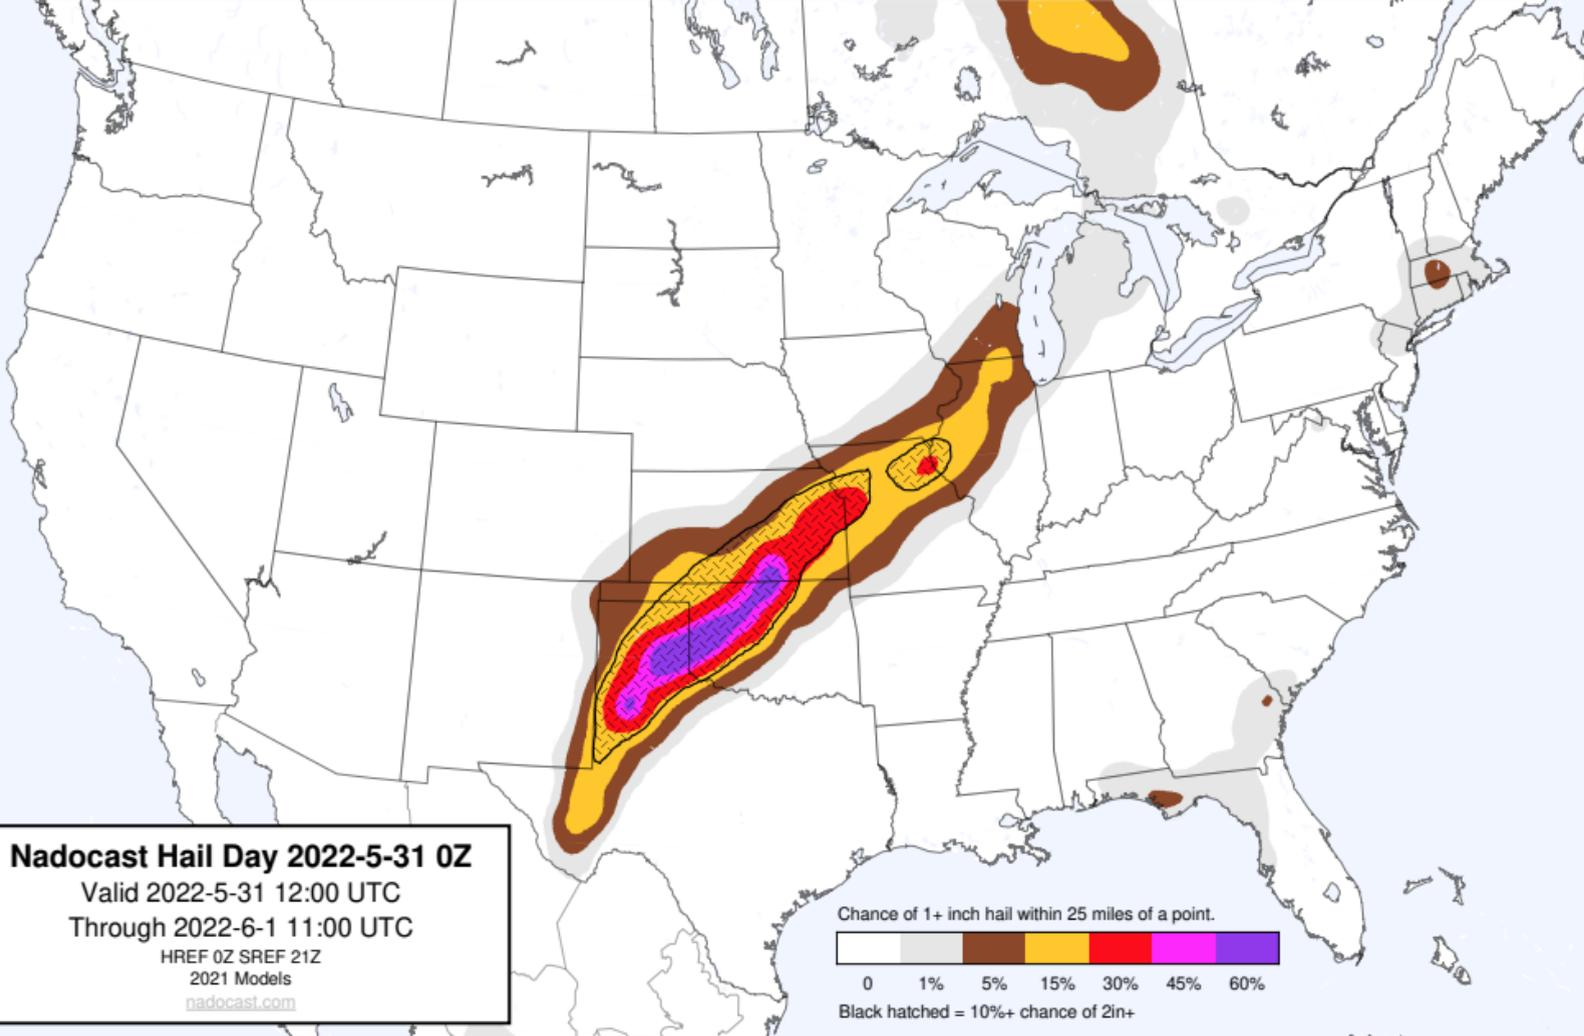 Nadocast Hail Day 2022-5-31 0Z
Valid 2022-5-31 12:00 UTC
Through 2022-6-1 11:00 UTC
HREF 0Z SREF 21Z
2021 Models
nadocast.com
Chance of 1+ inch hail within 25 miles of a point.
0 1% 5% 15% 30% 45% 60%
Black hatched = 10%+ chance of 2in+